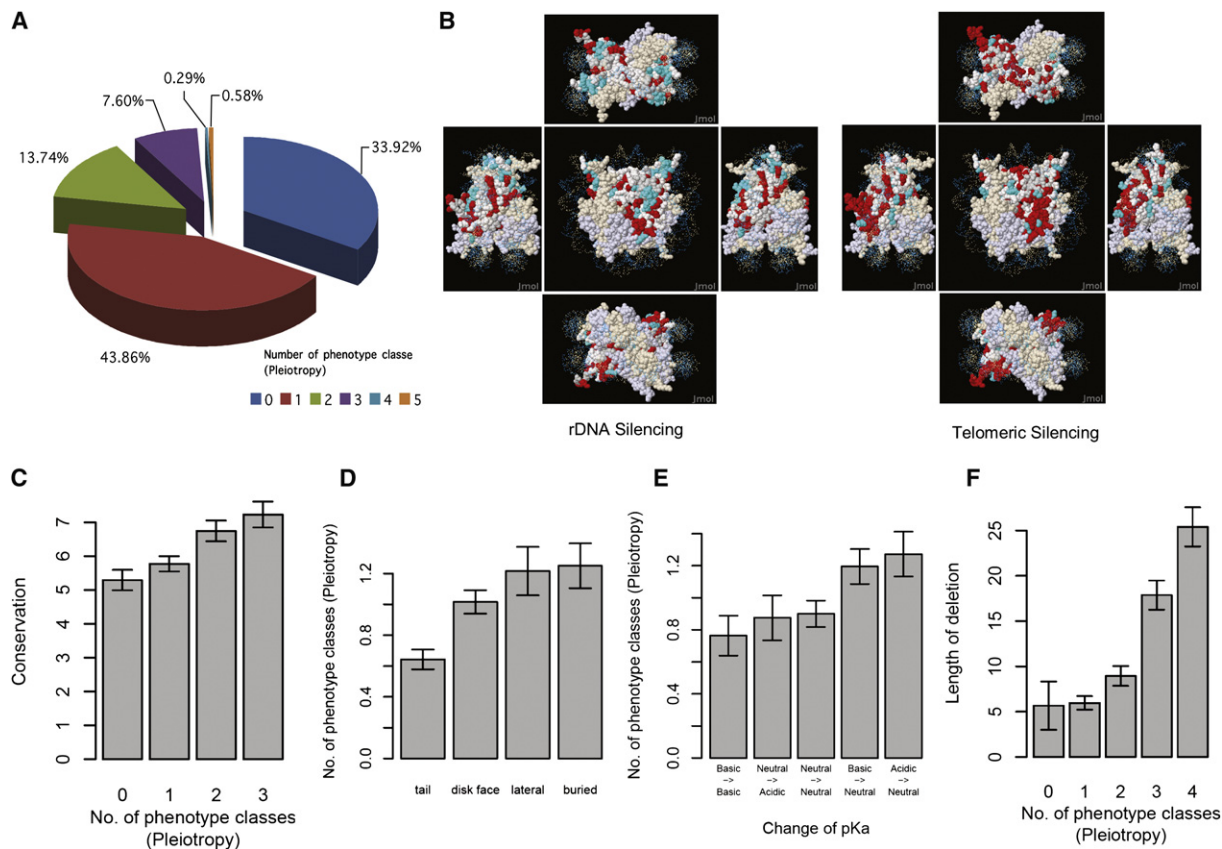 A
0.29%
0.58%
7.60%
33.92%
13.74%
43.86%
Number of phenotype classe
(Pleiotropy)
0 1 2 3 4 5
B
Jmol
Jmol
Jmol
Jmol
Jmol
rDNA Silencing
Jmol
Jmol
Jmol
Jmol
Jmol
Telomeric Silencing
C
Conservation
7
6
5
4
3
2
1
0
0 1 2 3
No. of phenotype classes
(Pleiotropy)
D
No. of phenotype classes (Pleiotropy)
1.2
0.8
0.4
0.0
tail disk face lateral buried
E
No. of phenotype classes (Pleiotropy)
1.2
0.8
0.4
0.0
Basic Neutral Neutral Basic Acidic
–> –> –> –> –>
Basic Acidic Neutral Neutral Neutral
Change of pKa
F
Length of deletion
25
20
15
10
5
0
0 1 2 3 4
No. of phenotype classes
(Pleiotropy)